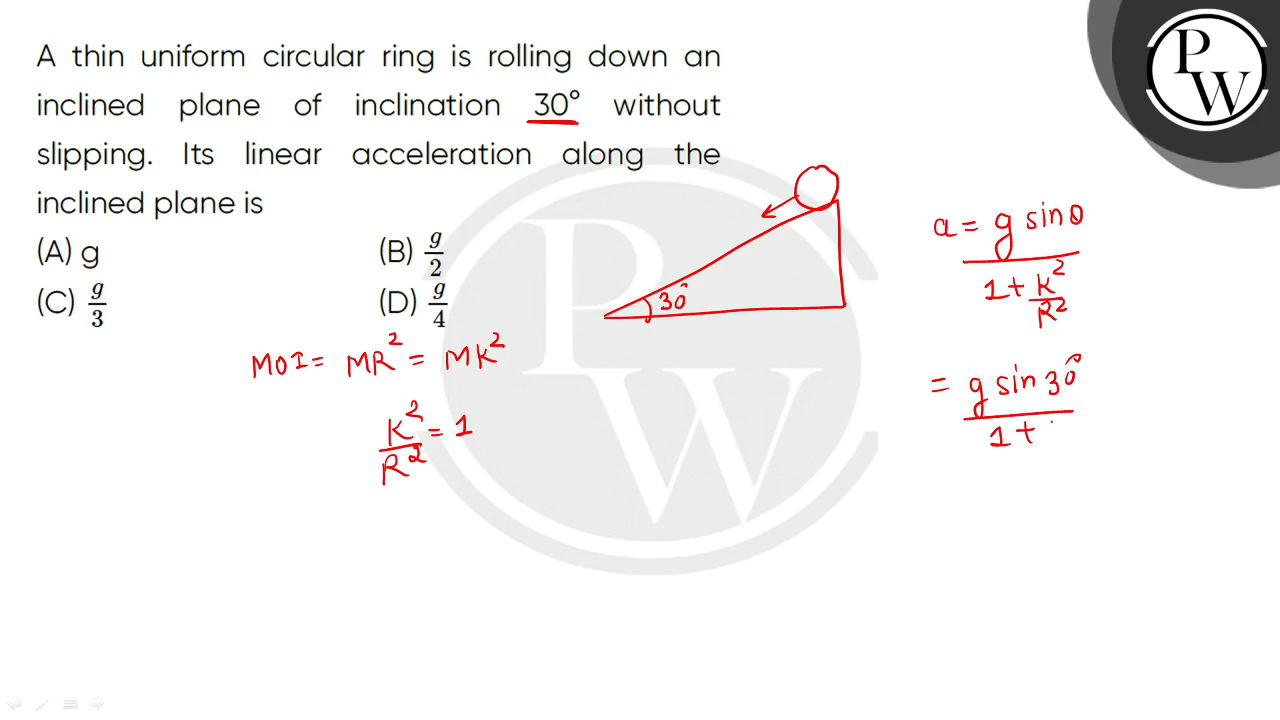 A thin uniform circular ring is rolling down an
inclined plane of inclination 30° without
slipping. Its linear acceleration along the
inclined plane is
(A) g (B) g/2
(C) g/3 (D) g/4
MOI = MR² = MK²
K²/R² = 1
30°
a = g sinθ / 1 + K²/R²
= g sin 30° / 1 +
P
W
P
W